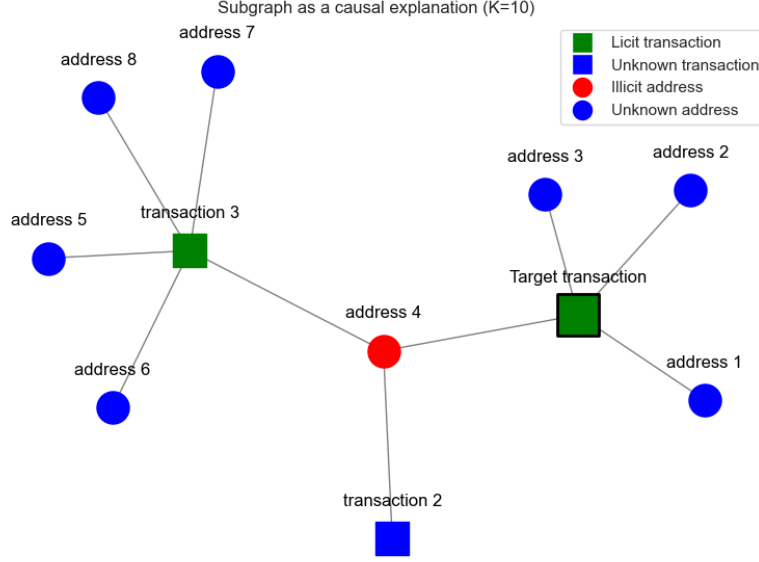 Subgraph as a causal explanation (K=10)
Licit transaction
Unknown transaction
Illicit address
Unknown address
address 7
address 8
address 3
address 2
address 5
transaction 3
Target transaction
address 4
address 6
address 1
transaction 2